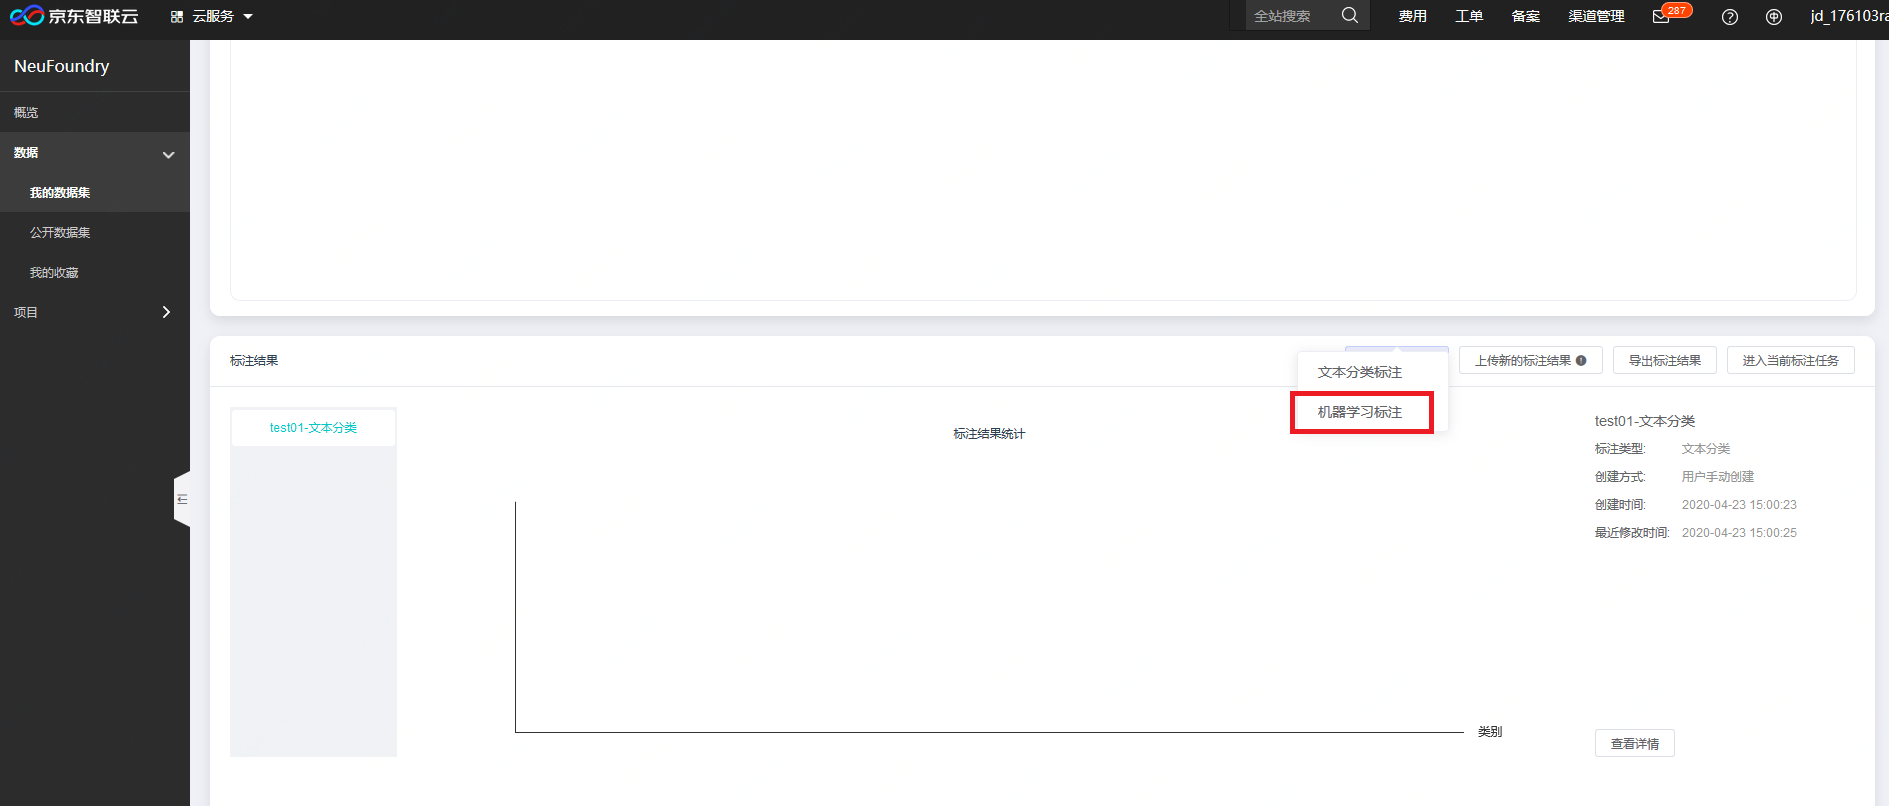 京东智联云
云服务
全站搜索
费用
工单
备案
渠道管理
287
中
jd_176103ra
NeuFoundry
概览
数据
我的数据集
公开数据集
我的收藏
项目
标注结果
上传新的标注结果
导出标注结果
进入当前标注任务
文本分类标注
机器学习标注
test01-文本分类
标注结果统计
类别
test01-文本分类
标注类型: 文本分类
创建方式: 用户手动创建
创建时间: 2020-04-23 15:00:23
最近修改时间: 2020-04-23 15:00:25
查看详情